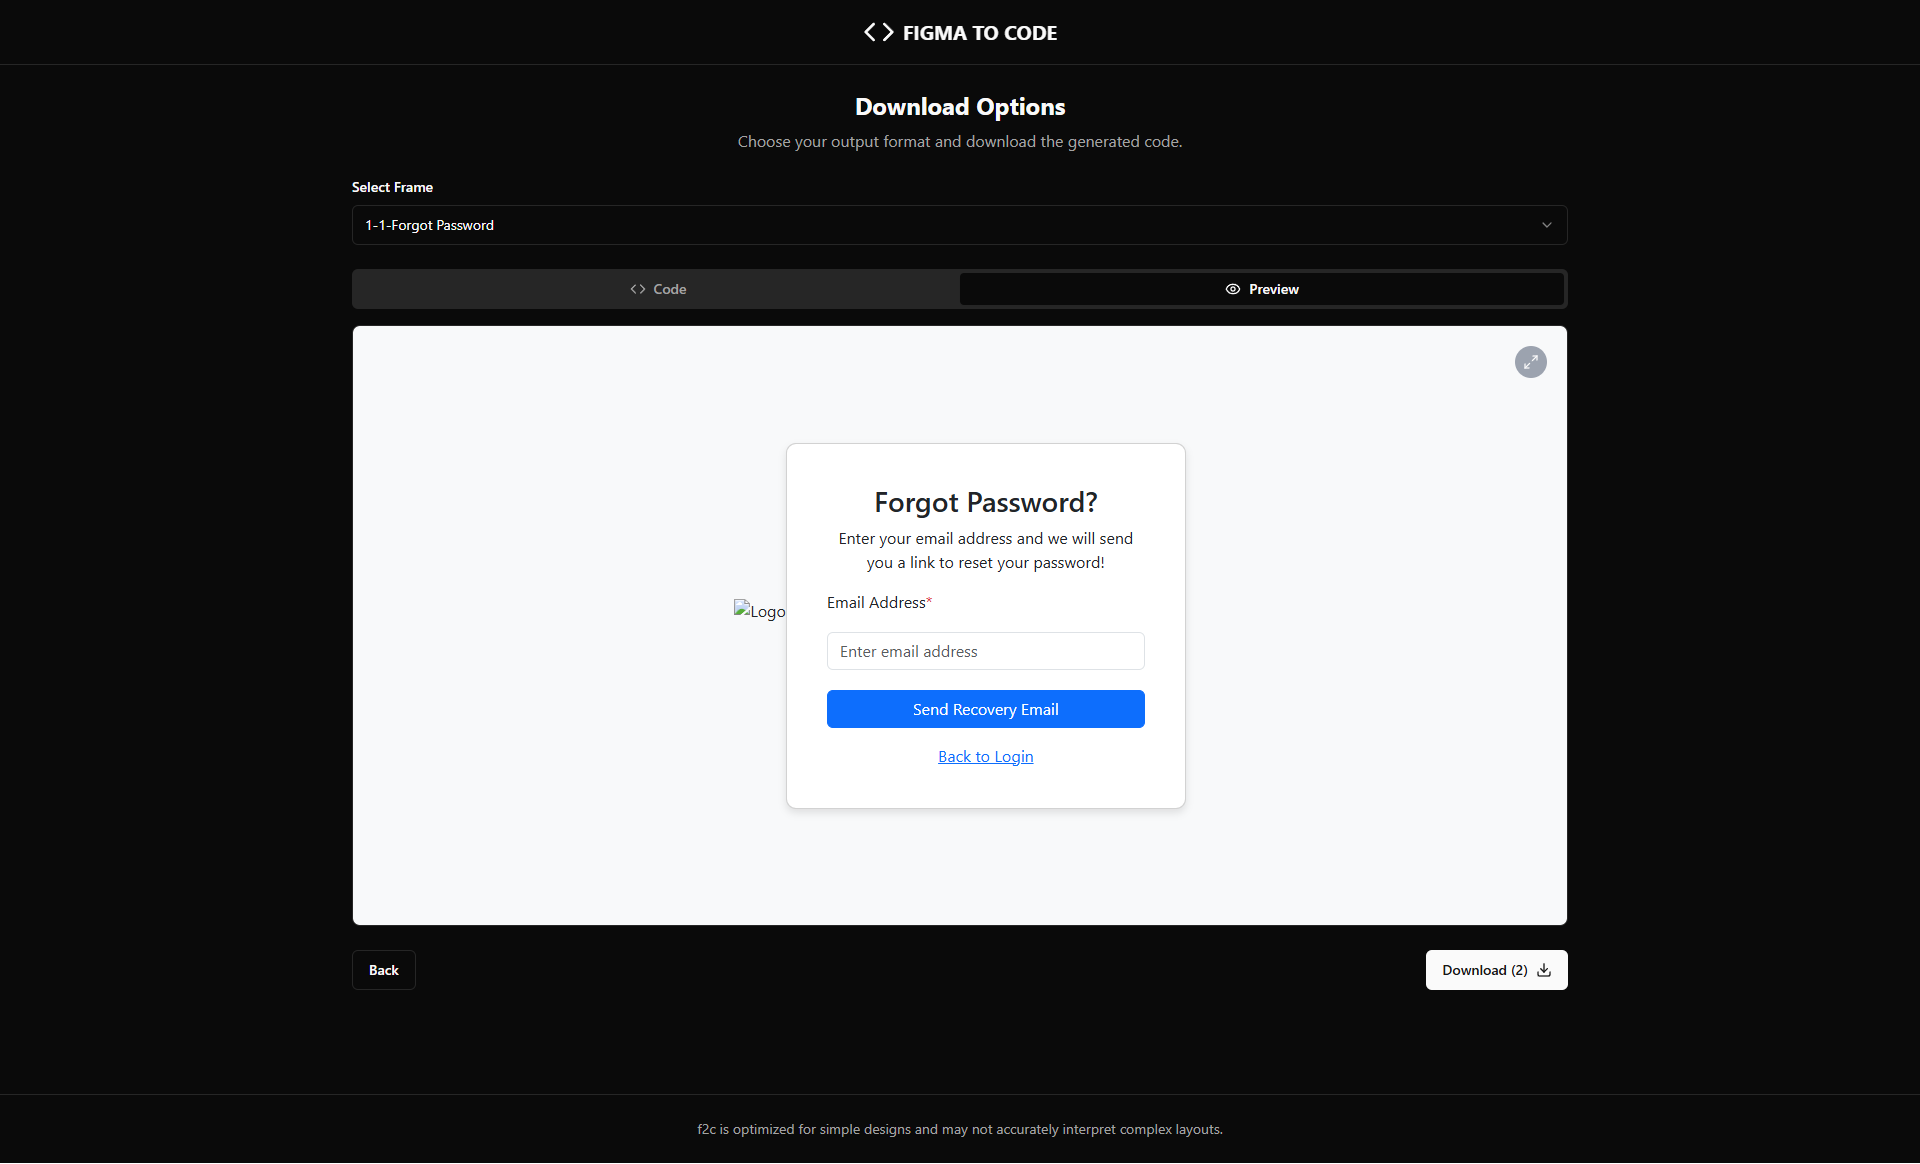 FIGMA TO CODE
Download Options
Choose your output format and download the generated code.
Select Frame
1-1-Forgot Password
Code
Preview
Forgot Password?
Enter your email address and we will send
you a link to reset your password!
Logo
Email Address*
Enter email address
Send Recovery Email
Back to Login
Back
Download (2)
f2c is optimized for simple designs and may not accurately interpret complex layouts.